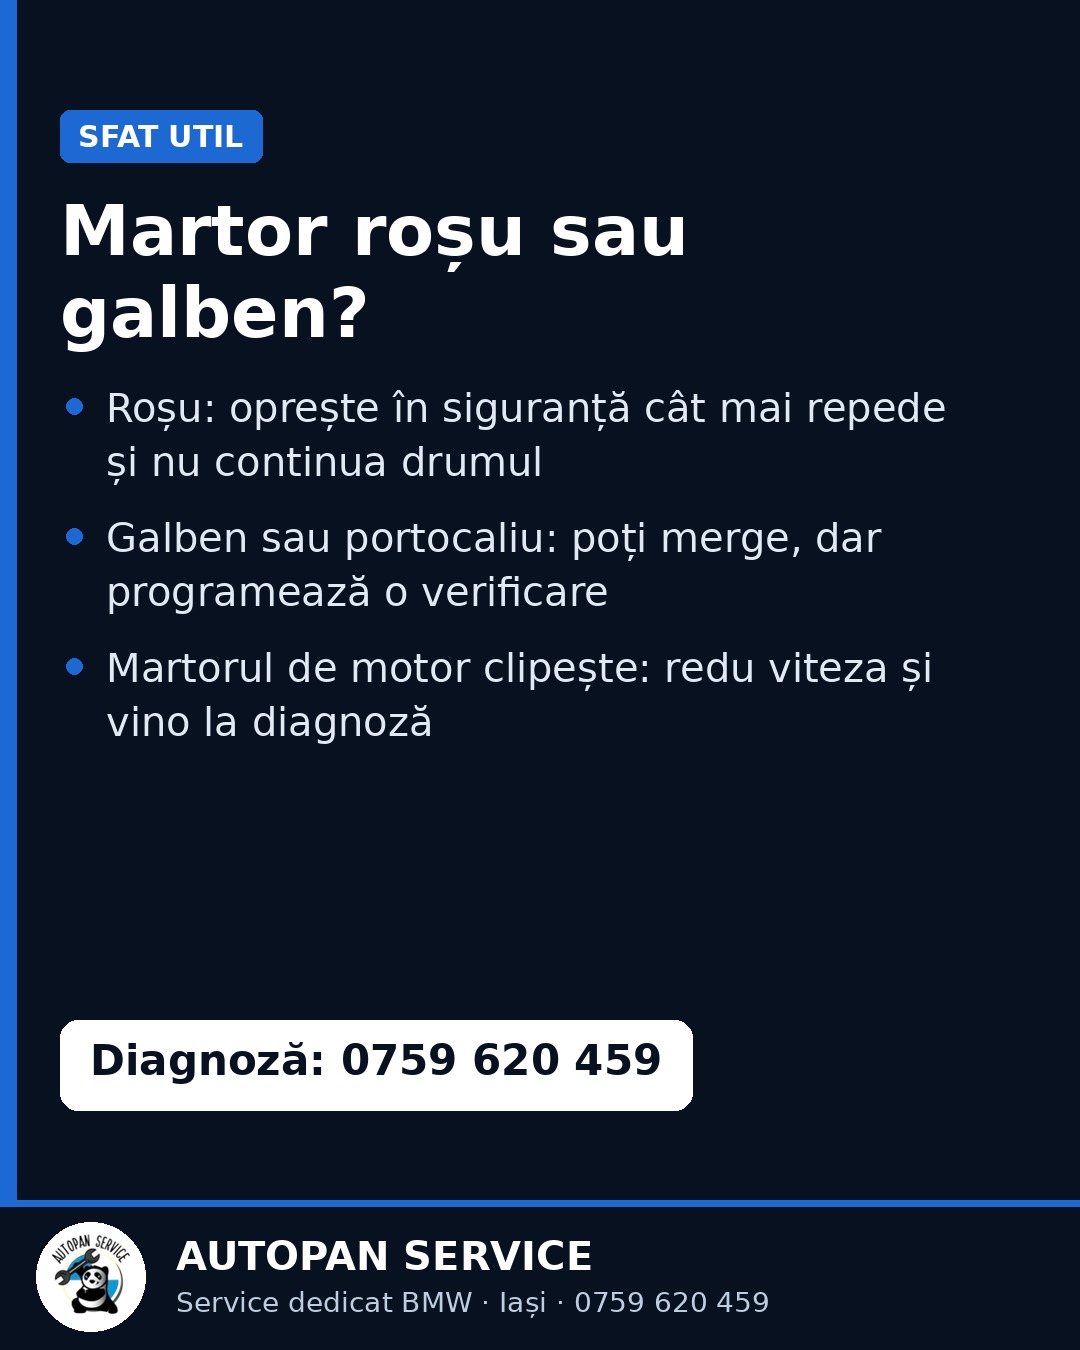 SFAT UTIL
Martor roșu sau
galben?
Roșu: oprește în siguranță cât mai repede
și nu continua drumul
Galben sau portocaliu: poți merge, dar
programează o verificare
Martorul de motor clipește: redu viteza și
vino la diagnoză
Diagnoză: 0759 620 459
AUTOPAN SERVICE
AUTOPAN SERVICE
Service dedicat BMW · Iași · 0759 620 459